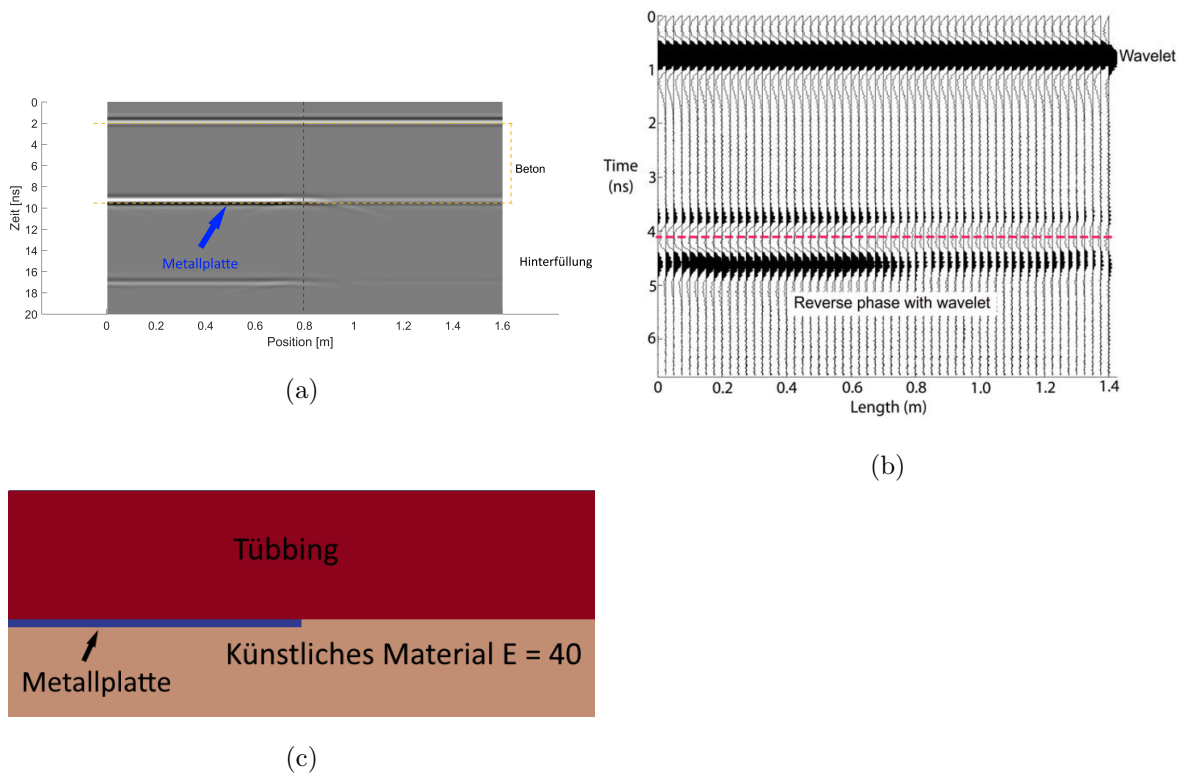 0
2
4
6
8
10
12
14
16
18
20
Zeit [ns]
Beton
Metallplatte
Hinterfüllung
0 0.2 0.4 0.6 0.8 1 1.2 1.4 1.6
Position [m]
(a)
0
1
2
3
4
5
6
Time
(ns)
Wavelet
Reverse phase with wavelet
0 0.2 0.4 0.6 0.8 1.0 1.2 1.4
Length (m)
(b)
Tübbing
Künstliches Material E = 40
Metallplatte
(c)